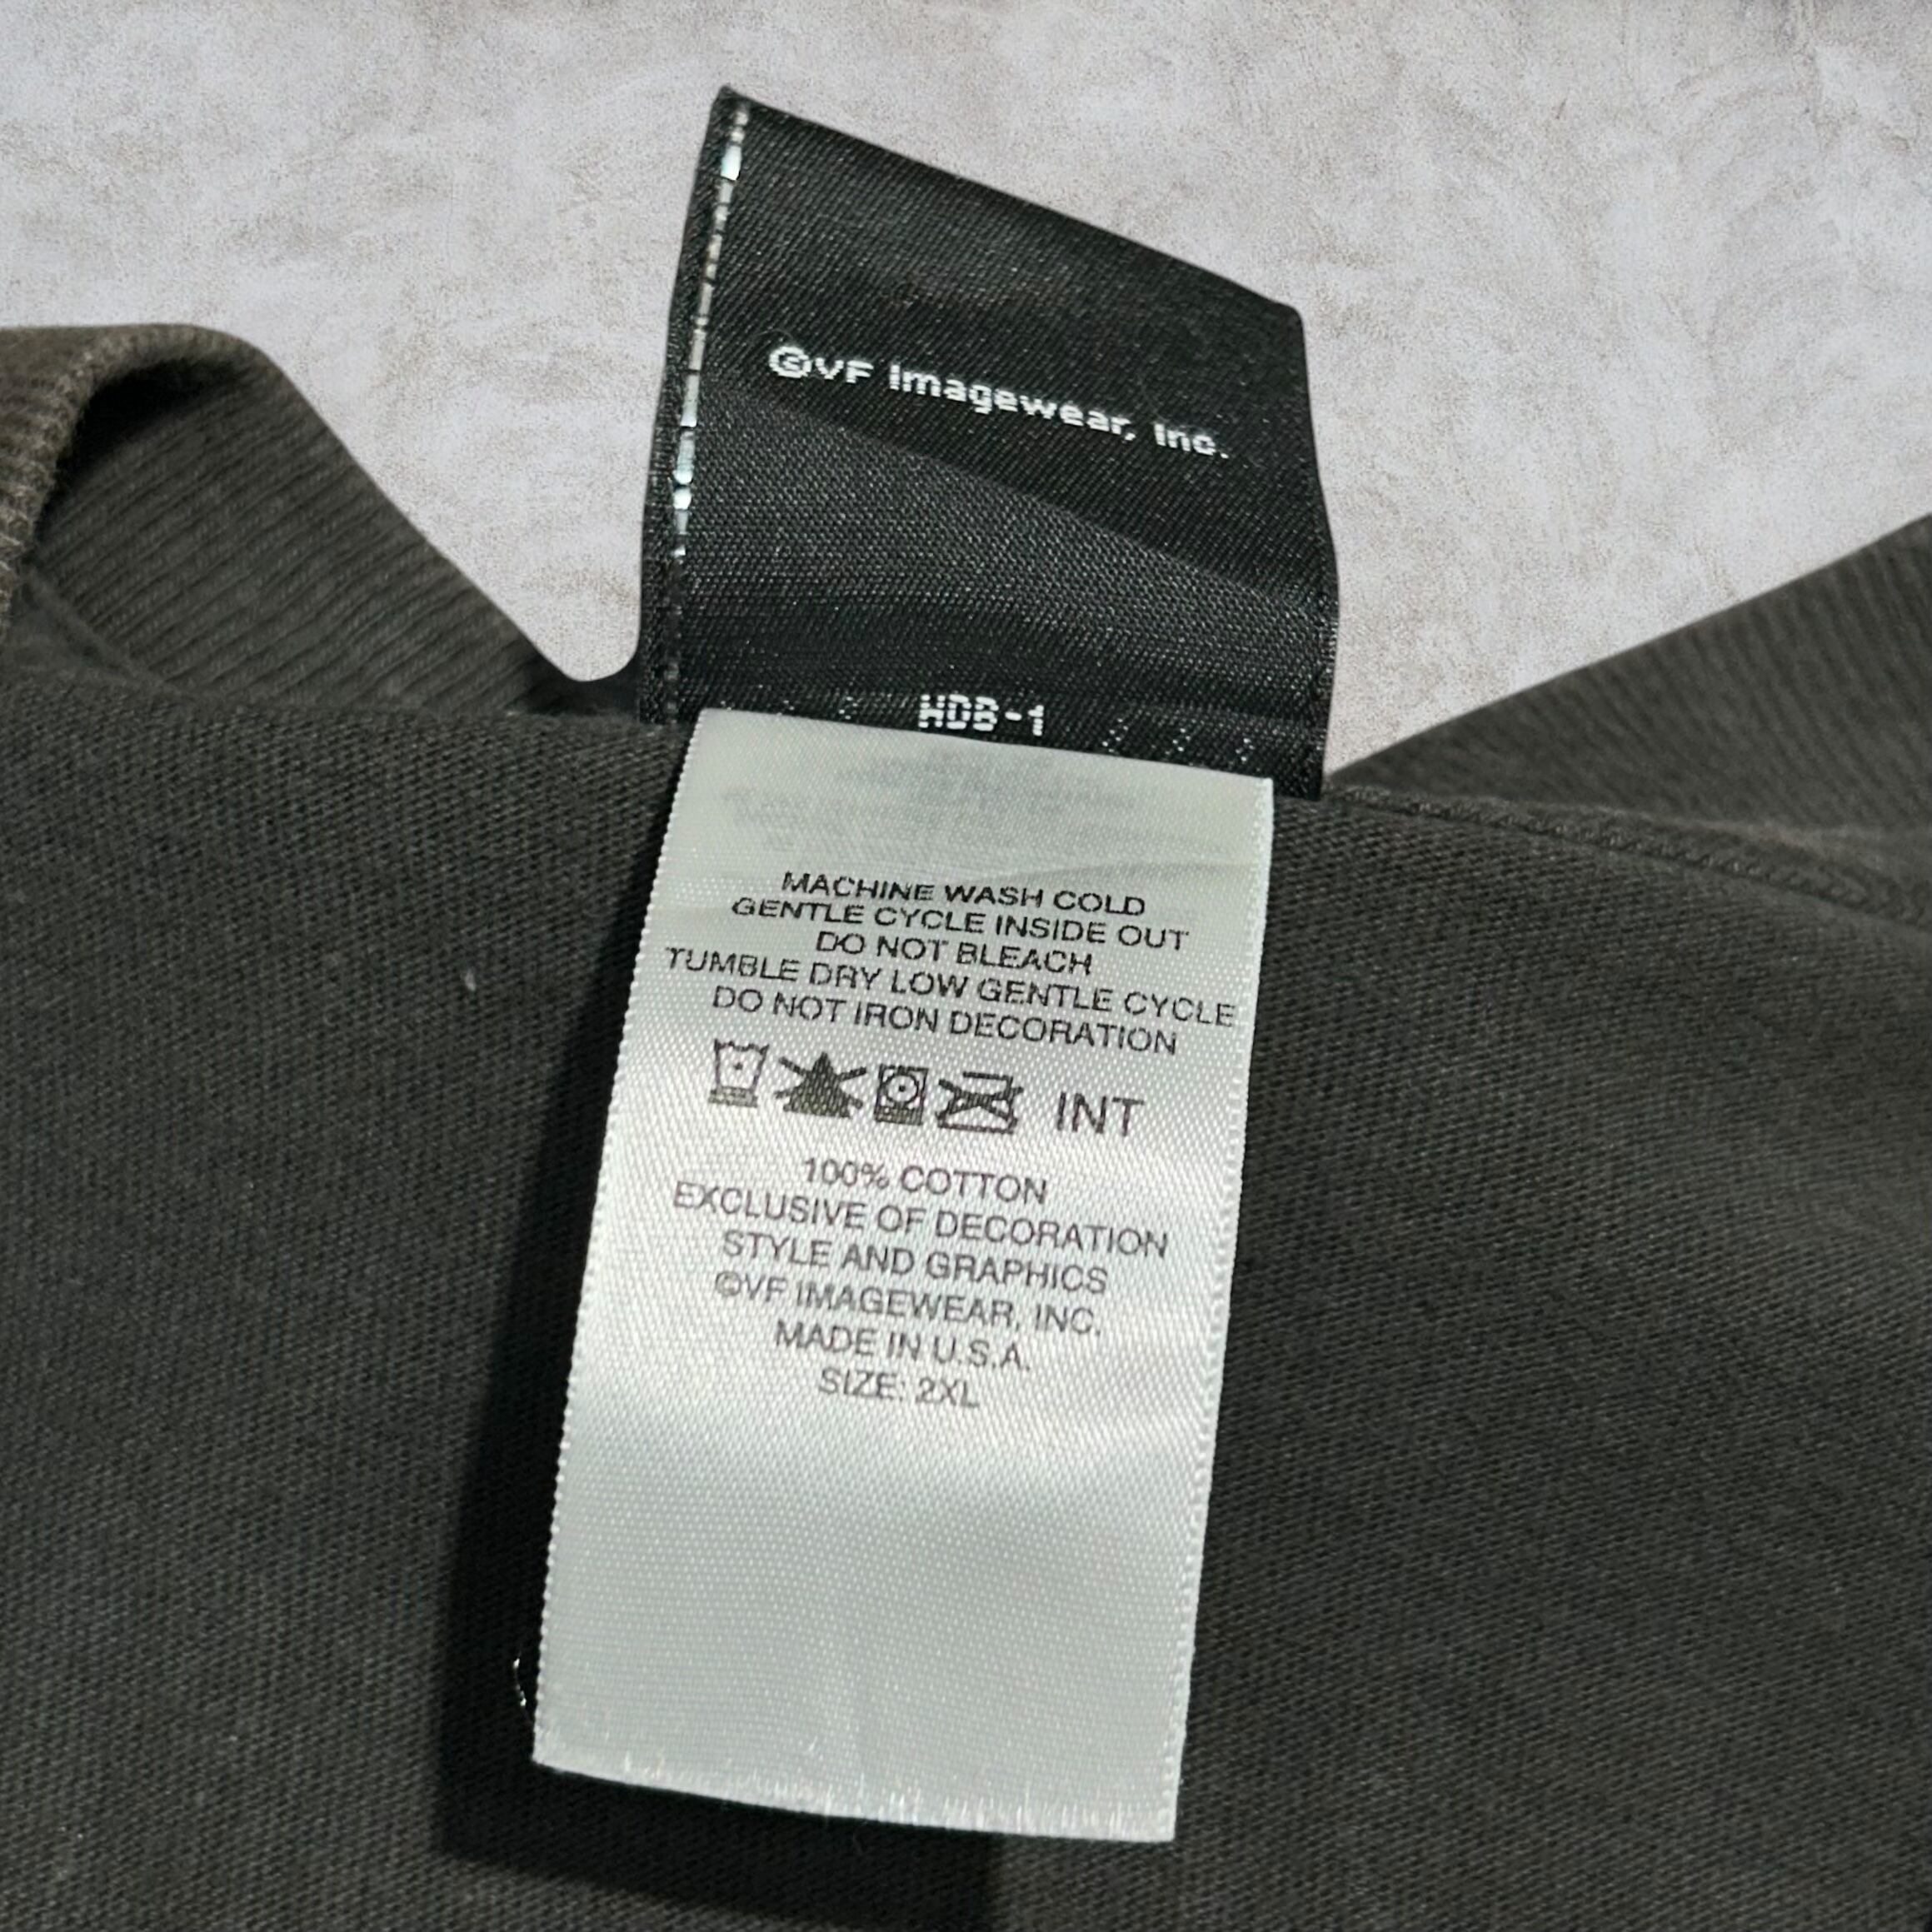 ©VF Imagewear, Inc.
HDB-1
MACHINE WASH COLD
GENTLE CYCLE INSIDE OUT
DO NOT BLEACH
TUMBLE DRY LOW GENTLE CYCLE
DO NOT IRON DECORATION
INT
100% COTTON
EXCLUSIVE OF DECORATION
STYLE AND GRAPHICS
©VF IMAGEWEAR, INC.
MADE IN U.S.A.
SIZE: 2XL